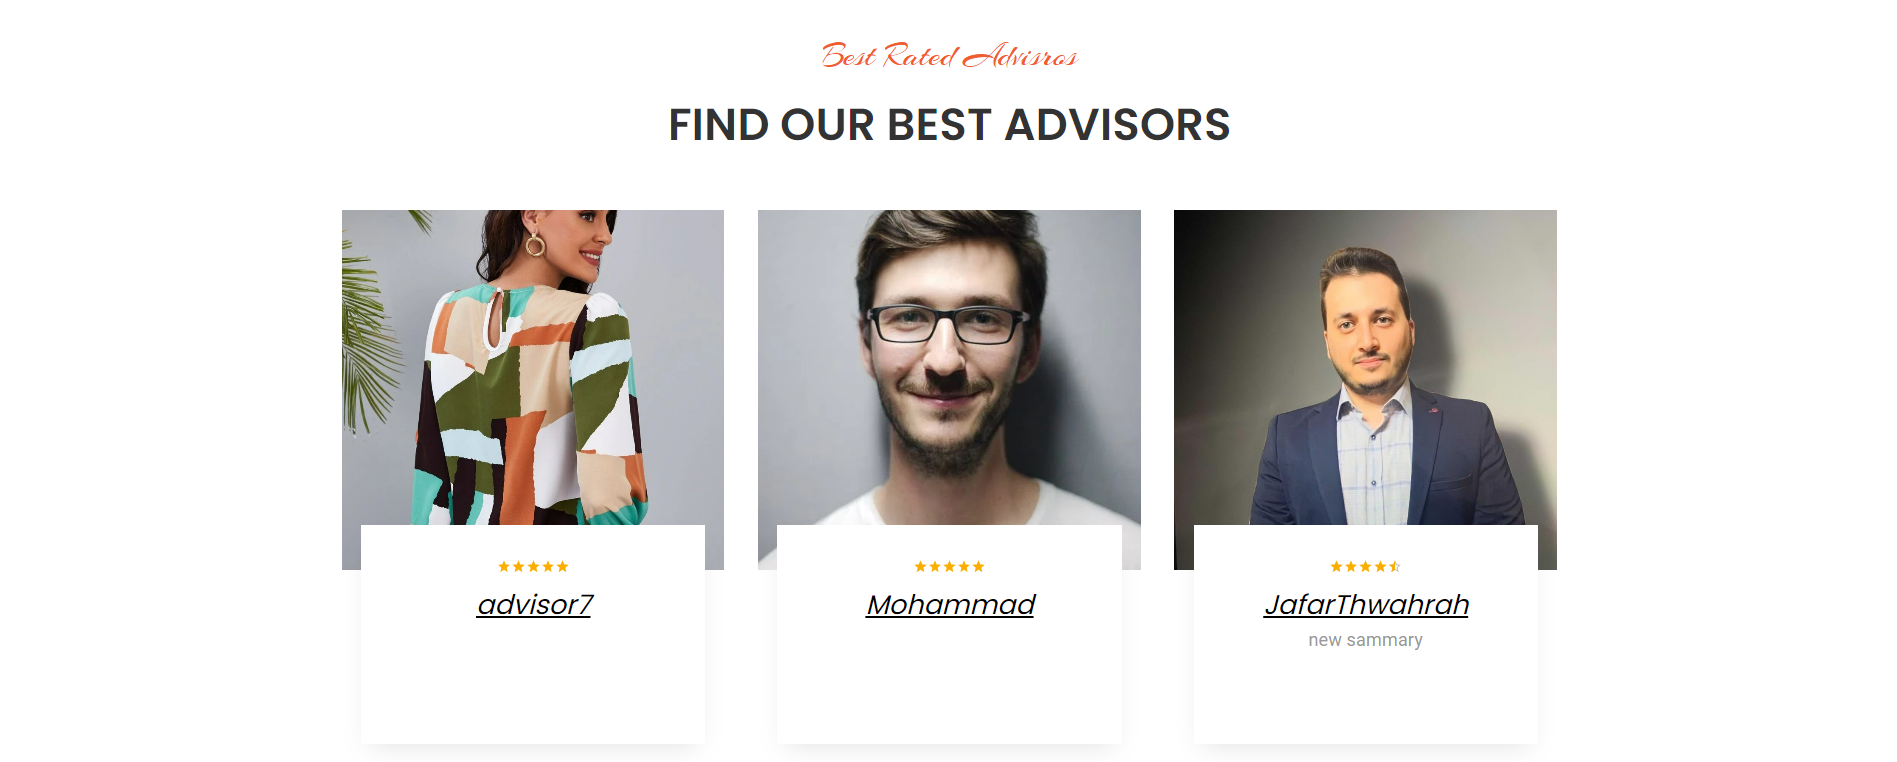 Best Rated Advisros
FIND OUR BEST ADVISORS
advisor7
Mohammad
JafarThwahrah
new sammary